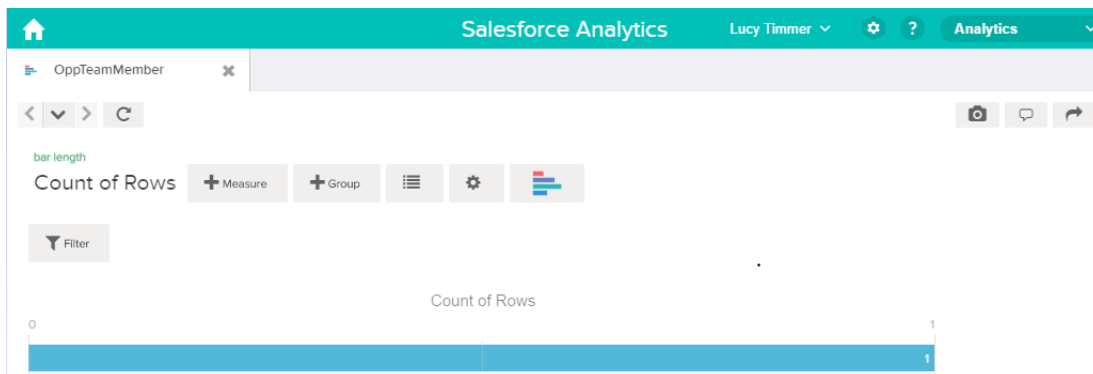 Salesforce Analytics Lucy Timmer ? Analytics
OppTeamMember
bar length
Count of Rows Measure Group
Filter
Count of Rows
0 1
1